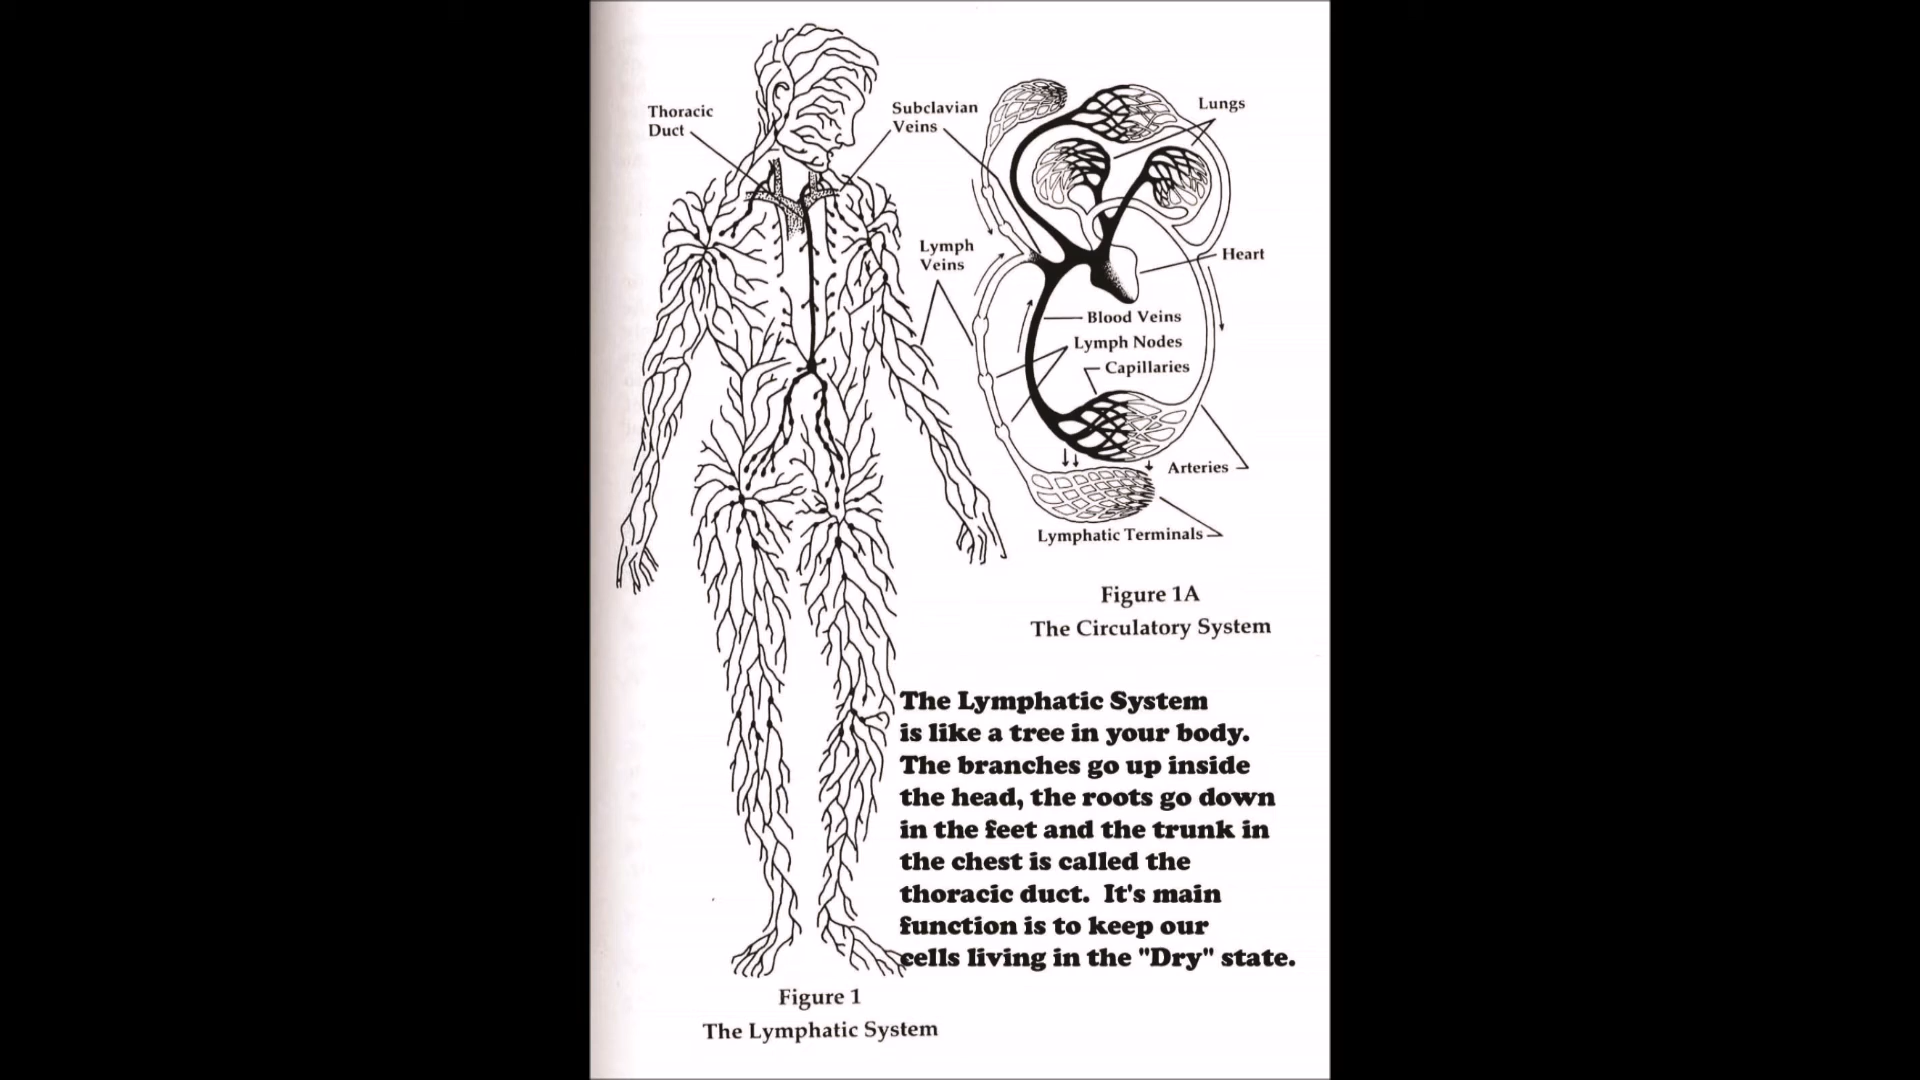 Thoracic
Duct
Subclavian
Veins
Lungs
Lymph
Veins
Heart
Blood Veins
Lymph Nodes
Capillaries
Arteries
Lymphatic Terminals
Figure 1A
The Circulatory System
The Lymphatic System
is like a tree in your body.
The branches go up inside
the head, the roots go down
in the feet and the trunk in
the chest is called the
thoracic duct.  It's main
function is to keep our
cells living in the "Dry" state.
Figure 1
The Lymphatic System